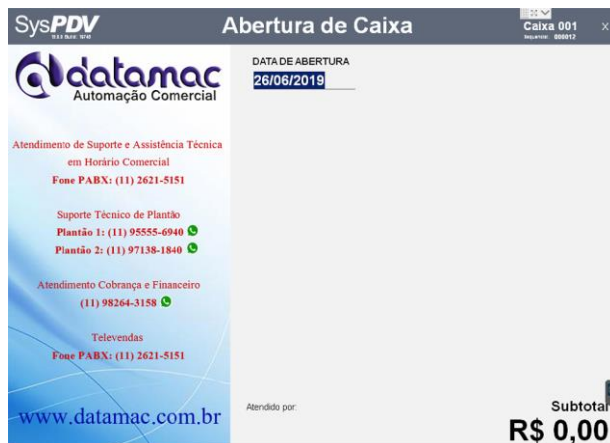 SysPDV
Abertura de Caixa
Caixa 001
X
datamac
Automação Comercial
DATA DE ABERTURA
26/06/2019
Atendimento de Suporte e Assistência Técnica
em Horário Comercial
Fone PABX: (11) 2621-5151
Suporte Técnico de Plantão
Plantão 1: (11) 95555-6940
Plantão 2: (11) 97138-1840
Atendimento Cobrança e Financeiro
(11) 98264-3158
Televendas
Fone PABX: (11) 2621-5151
www.datamac.com.br
Atendido por:
Subtotal
R$ 0,00